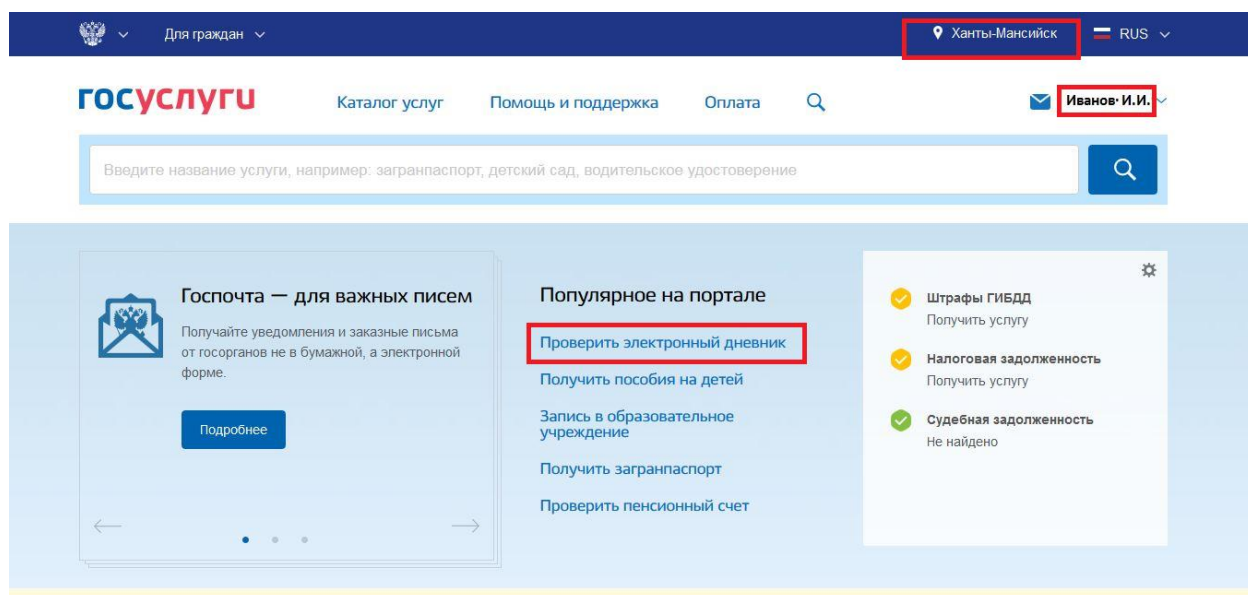 Для граждан
Ханты-Мансийск
RUS
госуслуги
Каталог услуг
Помощь и поддержка
Оплата
Иванов· И.И.
Введите название услуги, например: загранпаспорт, детский сад, водительское удостоверение
Госпочта — для важных писем
Получайте уведомления и заказные письма
от госорганов не в бумажной, а электронной
форме.
Подробнее
Популярное на портале
Проверить электронный дневник
Получить пособия на детей
Запись в образовательное
учреждение
Получить загранпаспорт
Проверить пенсионный счет
Штрафы ГИБДД
Получить услугу
Налоговая задолженность
Получить услугу
Судебная задолженность
Не найдено